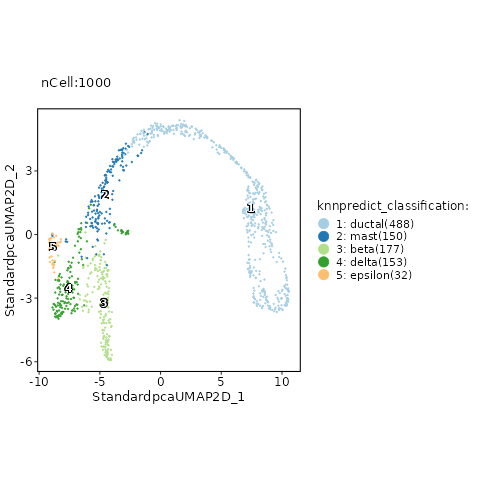 nCell:1000
StandardpcaUMAP2D_2
3
0
-3
-6
-10
-5
0
5
10
StandardpcaUMAP2D_1
1
2
3
4
5
knnpredict_classification:
1: ductal(488)
2: mast(150)
3: beta(177)
4: delta(153)
5: epsilon(32)